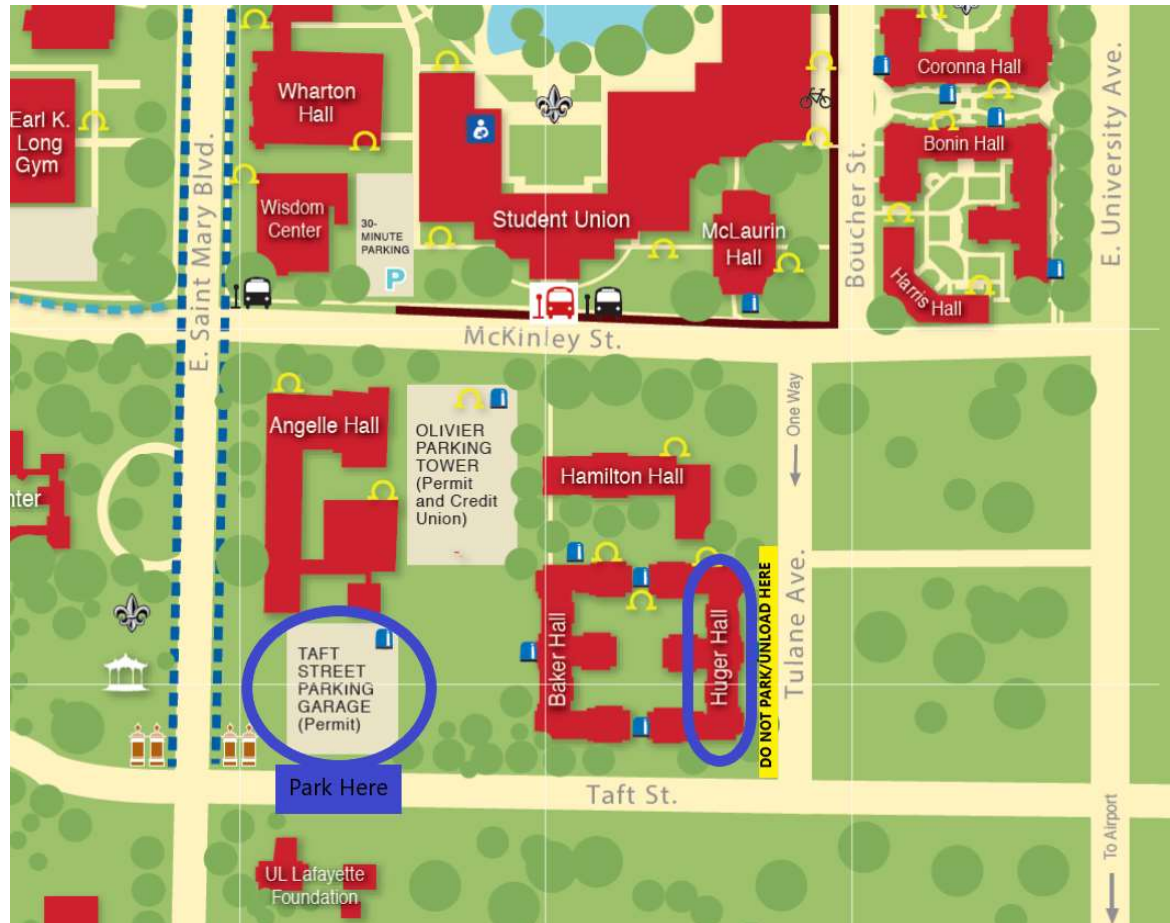 Earl K.
Long
Gym
E. Saint Mary Blvd.
Wharton
Hall
Wisdom
Center
30-
MINUTE
PARKING
P
Student Union
McLaurin
Hall
Boucher St.
Coronna Hall
Bonin Hall
Harris Hall
E. University Ave.
McKinley St.
Angelle Hall
OLIVIER
PARKING
TOWER
(Permit
and Credit
Union)
Hamilton Hall
One Way
Tulane Ave.
nter
TAFT
STREET
PARKING
GARAGE
(Permit)
Baker Hall
Huger Hall
DO NOT PARK/UNLOAD HERE
Park Here
Taft St.
To Airport
UL Lafayette
Foundation